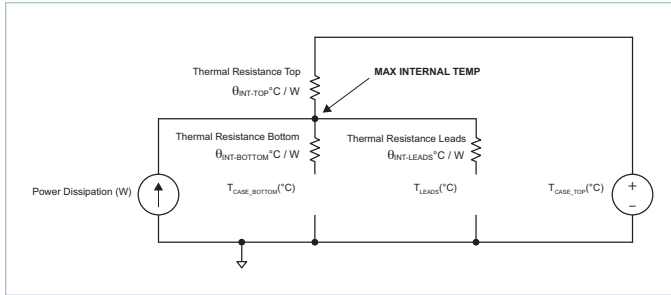 Thermal Resistance Top
θINT-TOP°C / W
MAX INTERNAL TEMP
Thermal Resistance Bottom
θINT-BOTTOM°C / W
Thermal Resistance Leads
θINT-LEADS°C / W
Power Dissipation (W)
TCASE_BOTTOM(°C)
TLEADS(°C)
TCASE_TOP(°C)
+
–